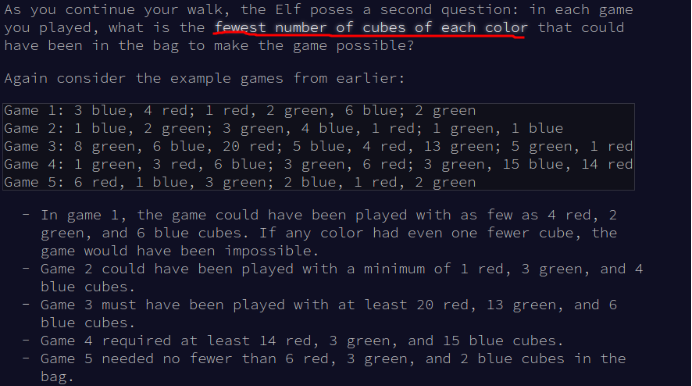 As you continue your walk, the Elf poses a second question: in each game
you played, what is the fewest number of cubes of each color that could
have been in the bag to make the game possible?
Again consider the example games from earlier:
Game 1: 3 blue, 4 red; 1 red, 2 green, 6 blue; 2 green
Game 2: 1 blue, 2 green; 3 green, 4 blue, 1 red; 1 green, 1 blue
Game 3: 8 green, 6 blue, 20 red; 5 blue, 4 red, 13 green; 5 green, 1 red
Game 4: 1 green, 3 red, 6 blue; 3 green, 6 red; 3 green, 15 blue, 14 red
Game 5: 6 red, 1 blue, 3 green; 2 blue, 1 red, 2 green
- In game 1, the game could have been played with as few as 4 red, 2
green, and 6 blue cubes. If any color had even one fewer cube, the
game would have been impossible.
- Game 2 could have been played with a minimum of 1 red, 3 green, and 4
blue cubes.
- Game 3 must have been played with at least 20 red, 13 green, and 6
blue cubes.
- Game 4 required at least 14 red, 3 green, and 15 blue cubes.
- Game 5 needed no fewer than 6 red, 3 green, and 2 blue cubes in the
bag.